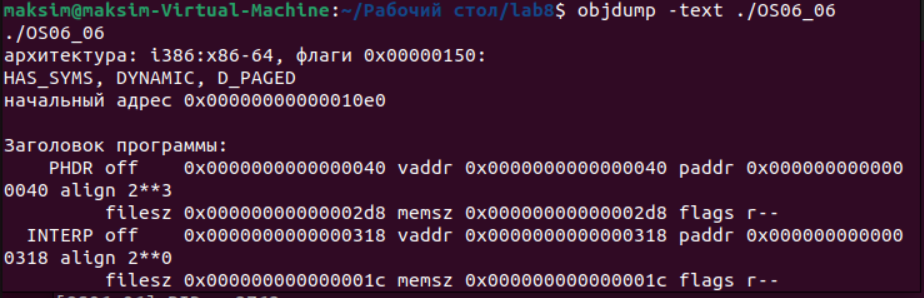 maksim@maksim-Virtual-Machine:~/Рабочий стол/lab8$ objdump -text ./OS06_06
./OS06_06
архитектура: i386:x86-64, флаги 0x00000150:
HAS_SYMS, DYNAMIC, D_PAGED
начальный адрес 0x00000000000010e0
Заголовок программы:
PHDR off    0x0000000000000040 vaddr 0x0000000000000040 paddr 0x000000000000
0040 align 2**3
filesz 0x00000000000002d8 memsz 0x00000000000002d8 flags r--
INTERP off    0x0000000000000318 vaddr 0x0000000000000318 paddr 0x000000000000
0318 align 2**0
filesz 0x000000000000001c memsz 0x000000000000001c flags r--